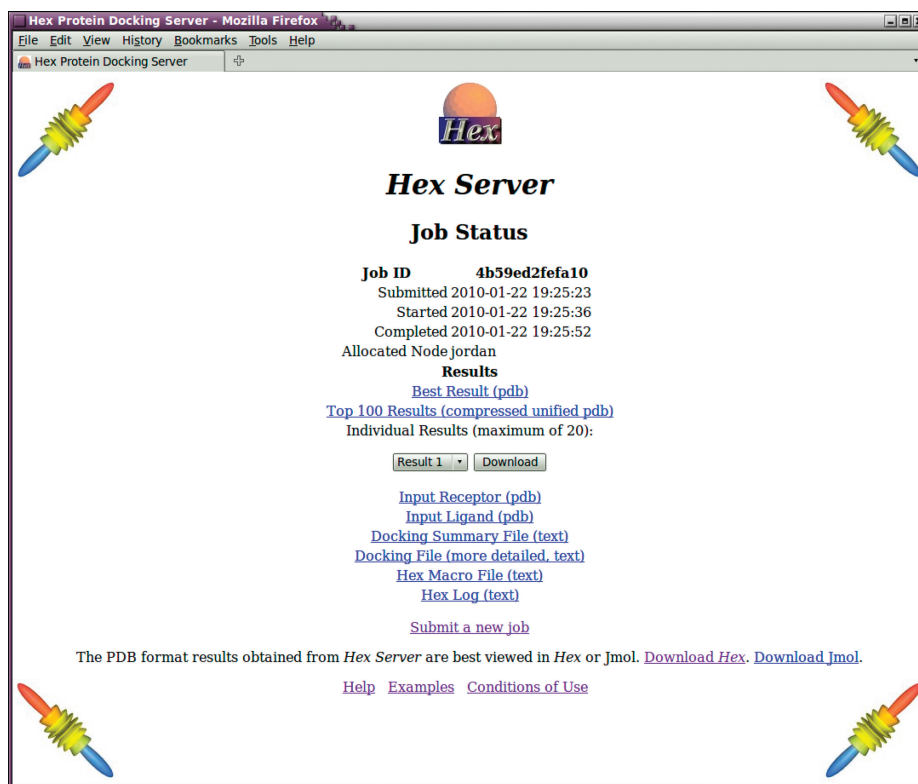 Hex Protein Docking Server - Mozilla Firefox
File Edit View History Bookmarks Tools Help
Hex Protein Docking Server
Hex
Hex Server
Job Status
Job ID 4b59ed2fefa10
Submitted 2010-01-22 19:25:23
Started 2010-01-22 19:25:36
Completed 2010-01-22 19:25:52
Allocated Node jordan
Results
Best Result (pdb)
Top 100 Results (compressed unified pdb)
Individual Results (maximum of 20):
Result 1 Download
Input Receptor (pdb)
Input Ligand (pdb)
Docking Summary File (text)
Docking File (more detailed, text)
Hex Macro File (text)
Hex Log (text)
Submit a new job
The PDB format results obtained from Hex Server are best viewed in Hex or Jmol. Download Hex. Download Jmol.
Help Examples Conditions of Use